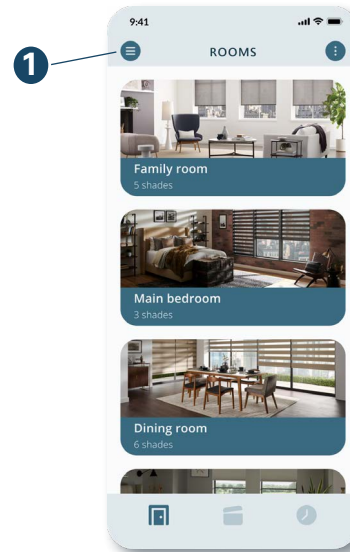 9:41
1
ROOMS
Family room
5 shades
Main bedroom
3 shades
Dining room
6 shades